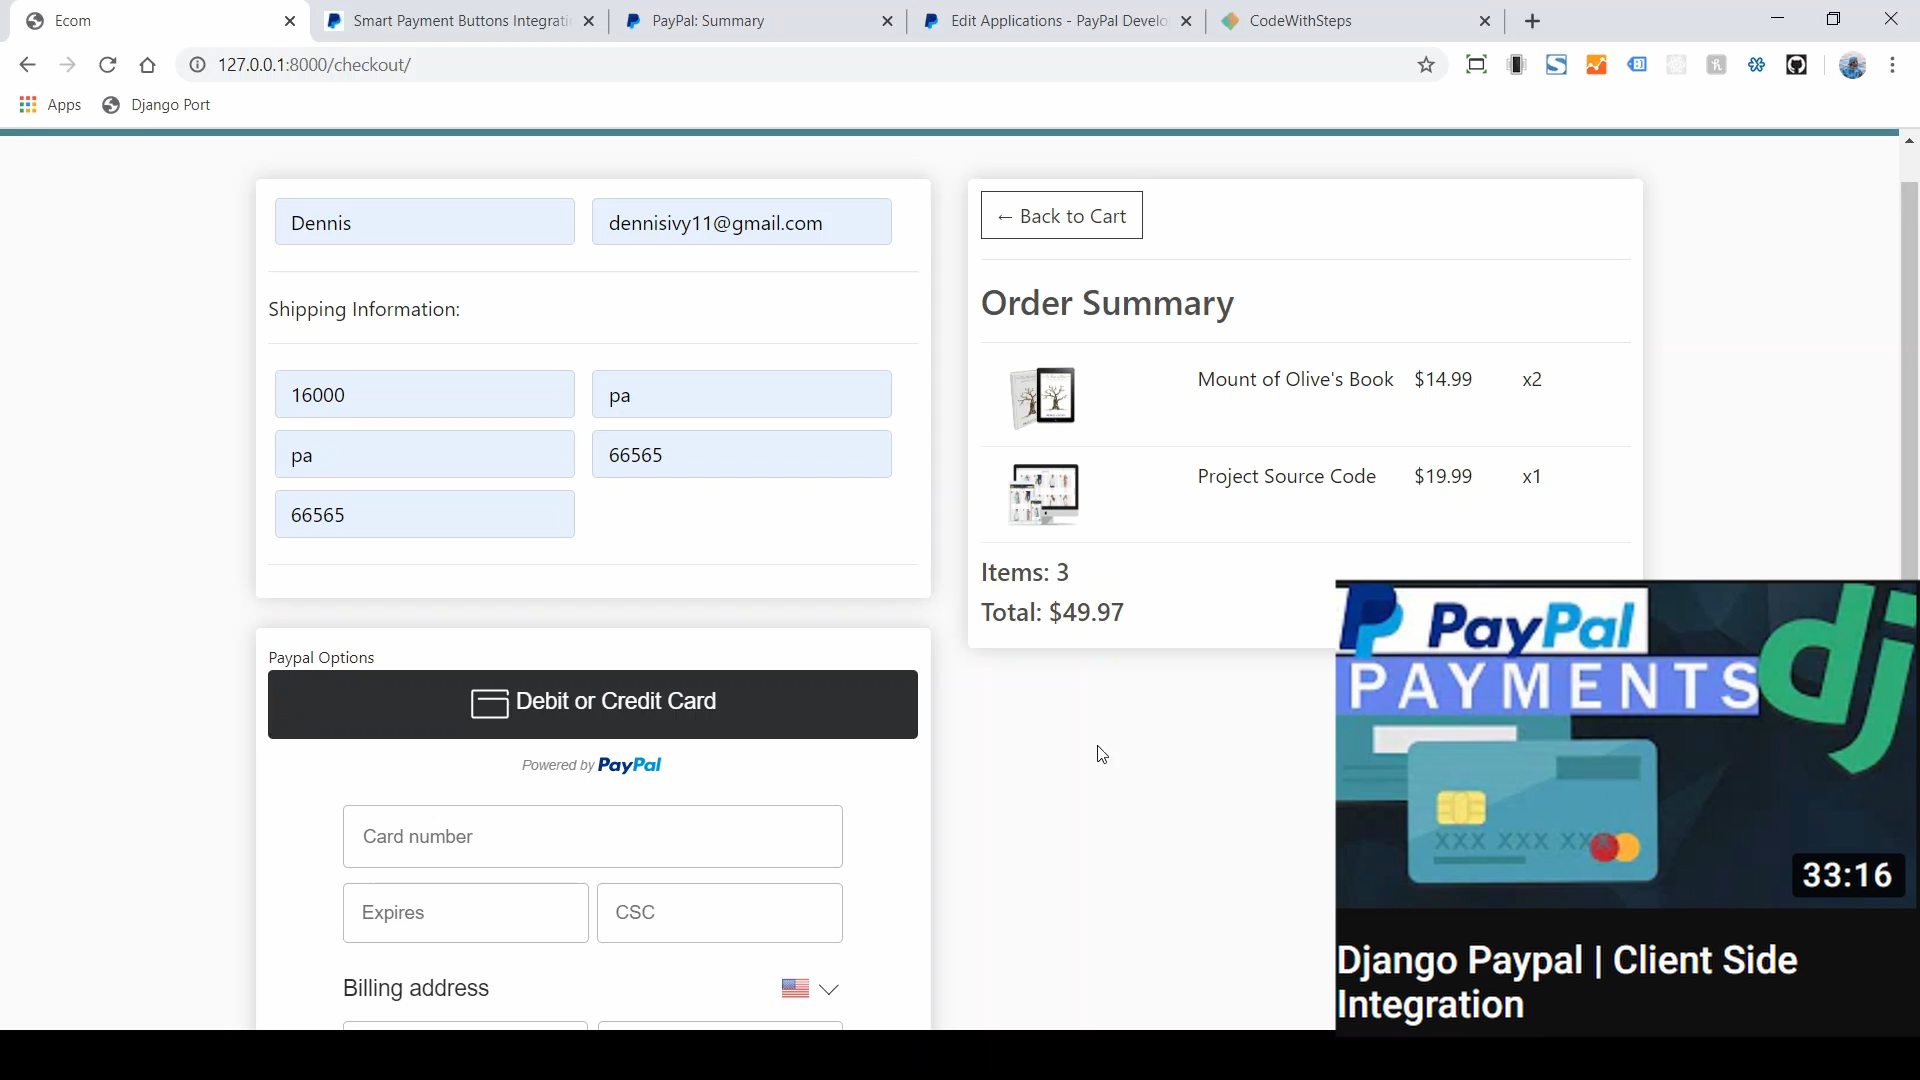 Ecom
Smart Payment Buttons Integrati
PayPal: Summary
Edit Applications - PayPal Develo
CodeWithSteps
127.0.0.1:8000/checkout/
Apps
Django Port
Dennis
dennisivy11@gmail.com
Shipping Information:
16000
pa
pa
66565
66565
← Back to Cart
Order Summary
Mount of Olive's Book $14.99 x2
Project Source Code $19.99 x1
Items: 3
Total: $49.97
Paypal Options
Debit or Credit Card
Powered by PayPal
Card number
Expires
CSC
Billing address
PayPal
PAYMENTS
dj
XXX XXX XXX
33:16
Django Paypal | Client Side
Integration